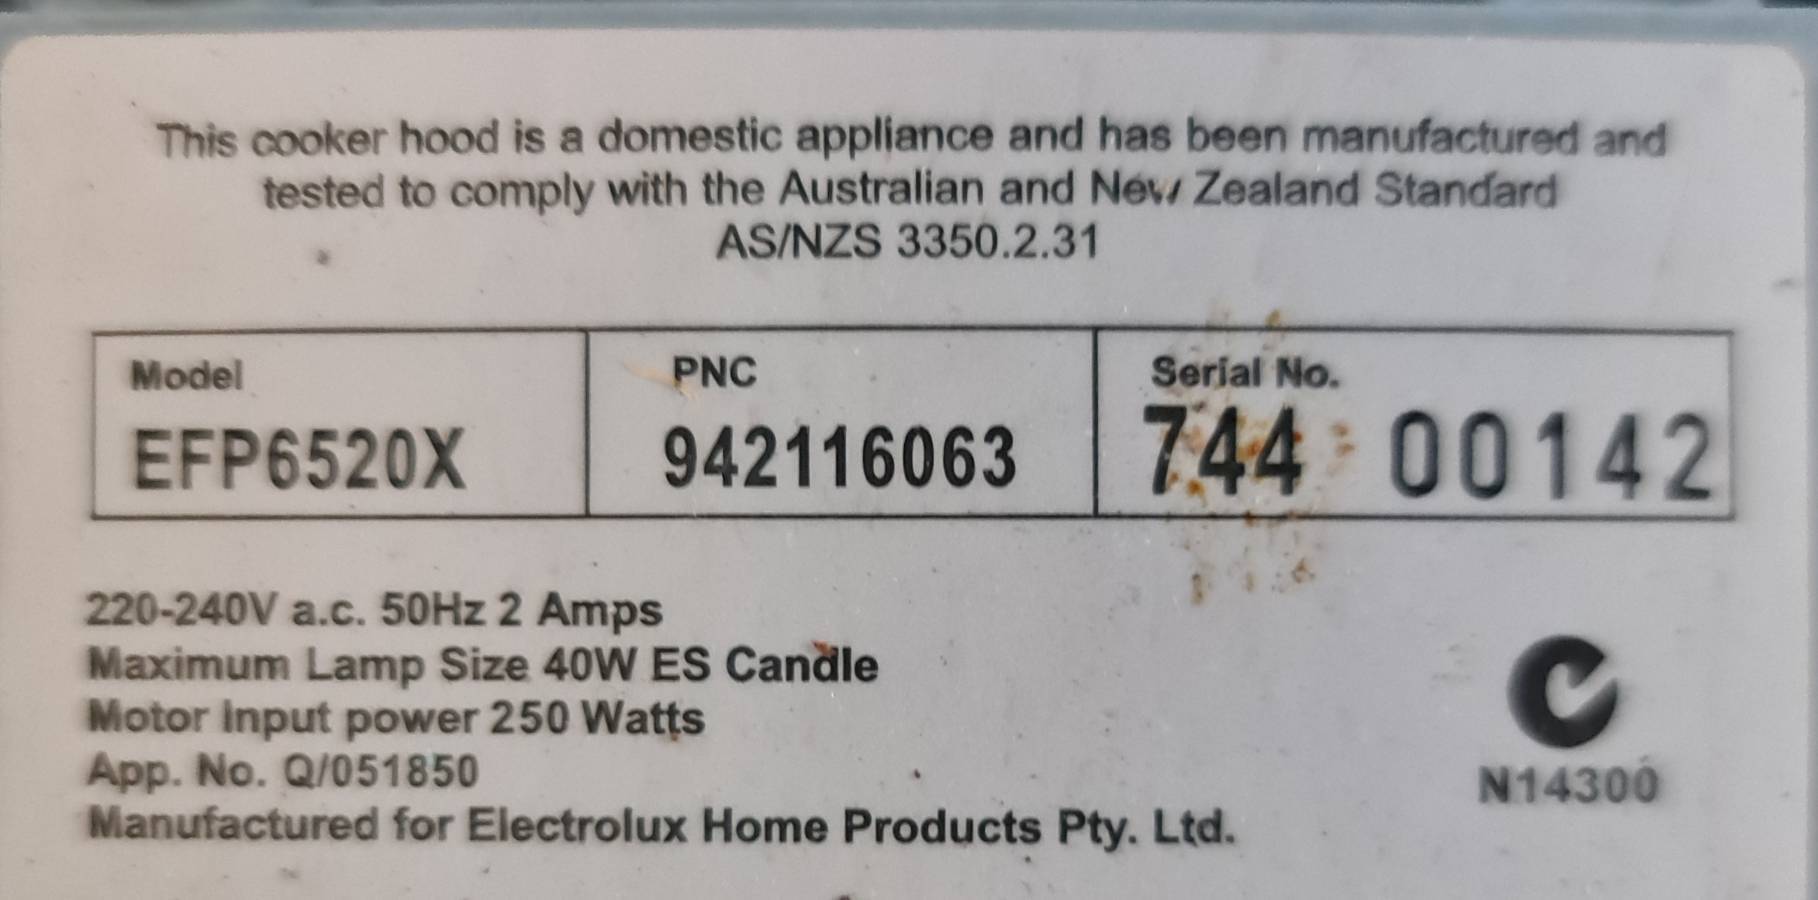 This cooker hood is a domestic appliance and has been manufactured and
tested to comply with the Australian and New Zealand Standard
AS/NZS 3350.2.31
Model
EFP6520X
PNC
942116063
Serial No.
744 00142
220-240V a.c. 50Hz 2 Amps
Maximum Lamp Size 40W ES Candle
Motor Input power 250 Watts
App. No. Q/051850
Manufactured for Electrolux Home Products Pty. Ltd.
N14300